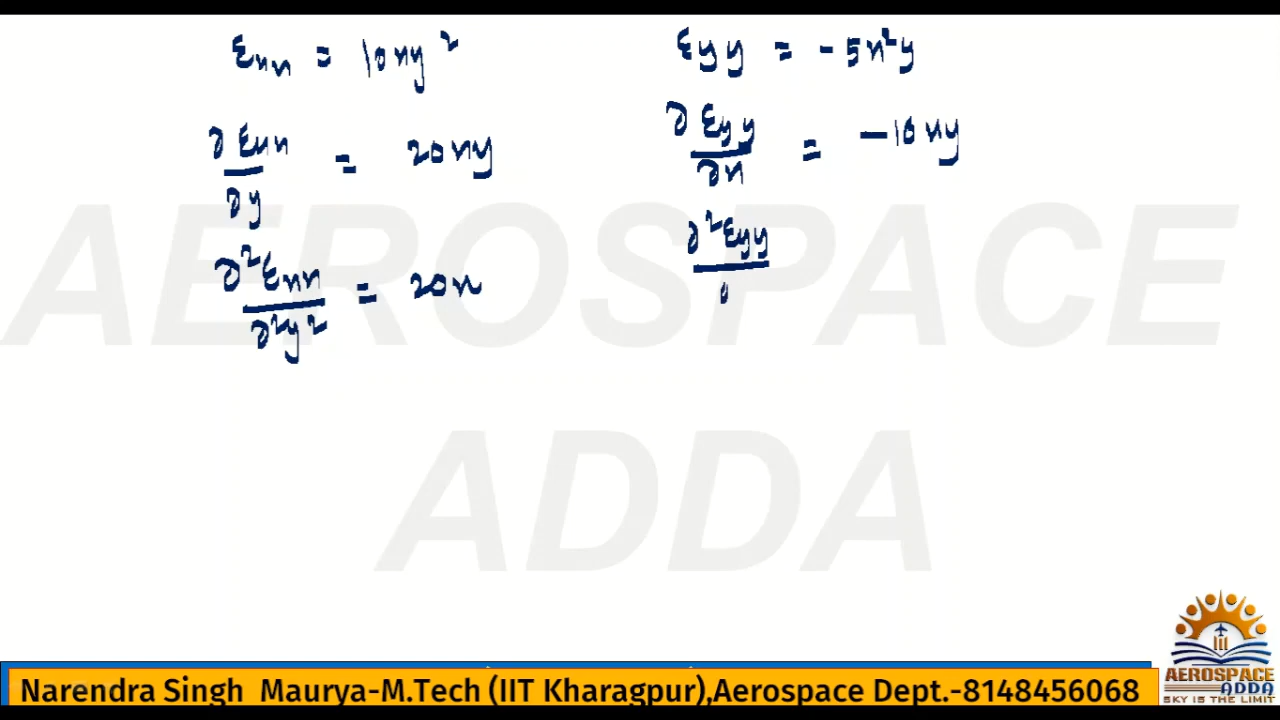 εxx = 10xy²
εyy = -5x²y
∂εxx/∂y = 20xy
∂εyy/∂x = -10xy
∂²εxx/∂²y² = 20x
∂²εyy/
AEROSPACE
ADDA
Narendra Singh Maurya-M.Tech (IIT Kharagpur),Aerospace Dept.-8148456068
AEROSPACE
ADDA
SKY IS THE LIMIT